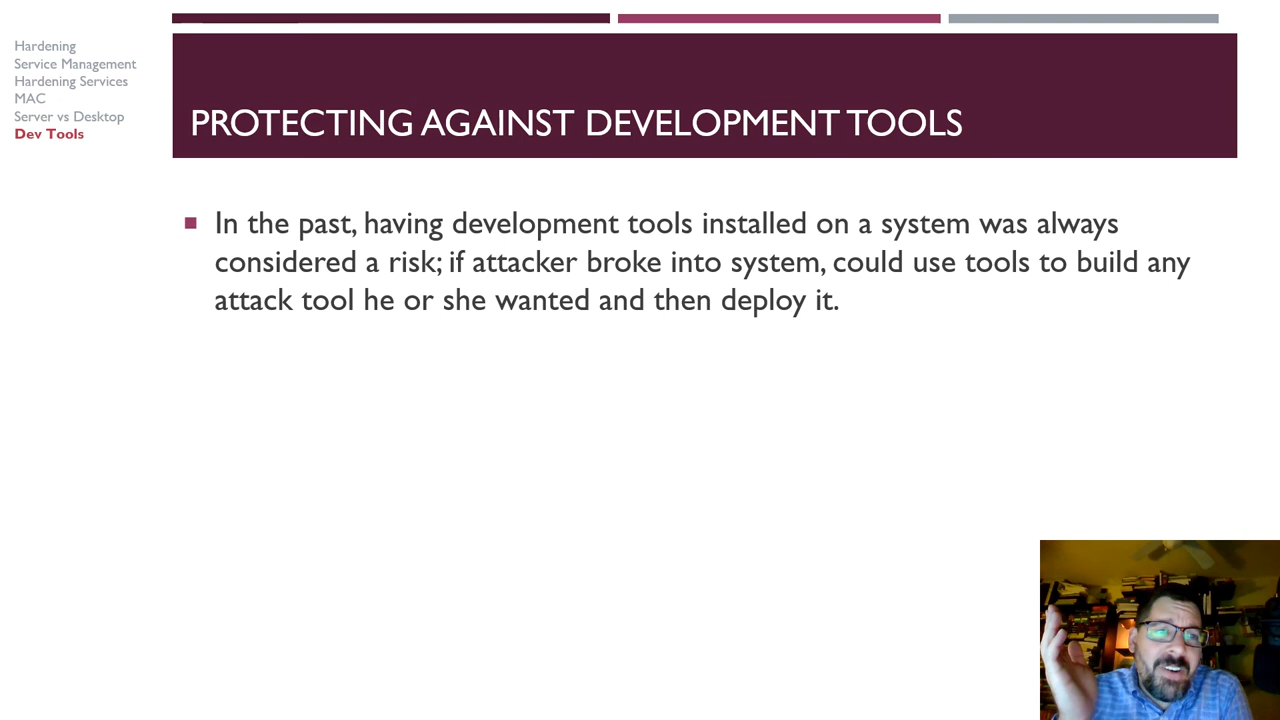 Hardening
Service Management
Hardening Services
MAC
Server vs Desktop
Dev Tools
PROTECTING AGAINST DEVELOPMENT TOOLS
In the past, having development tools installed on a system was always
considered a risk; if attacker broke into system, could use tools to build any
attack tool he or she wanted and then deploy it.